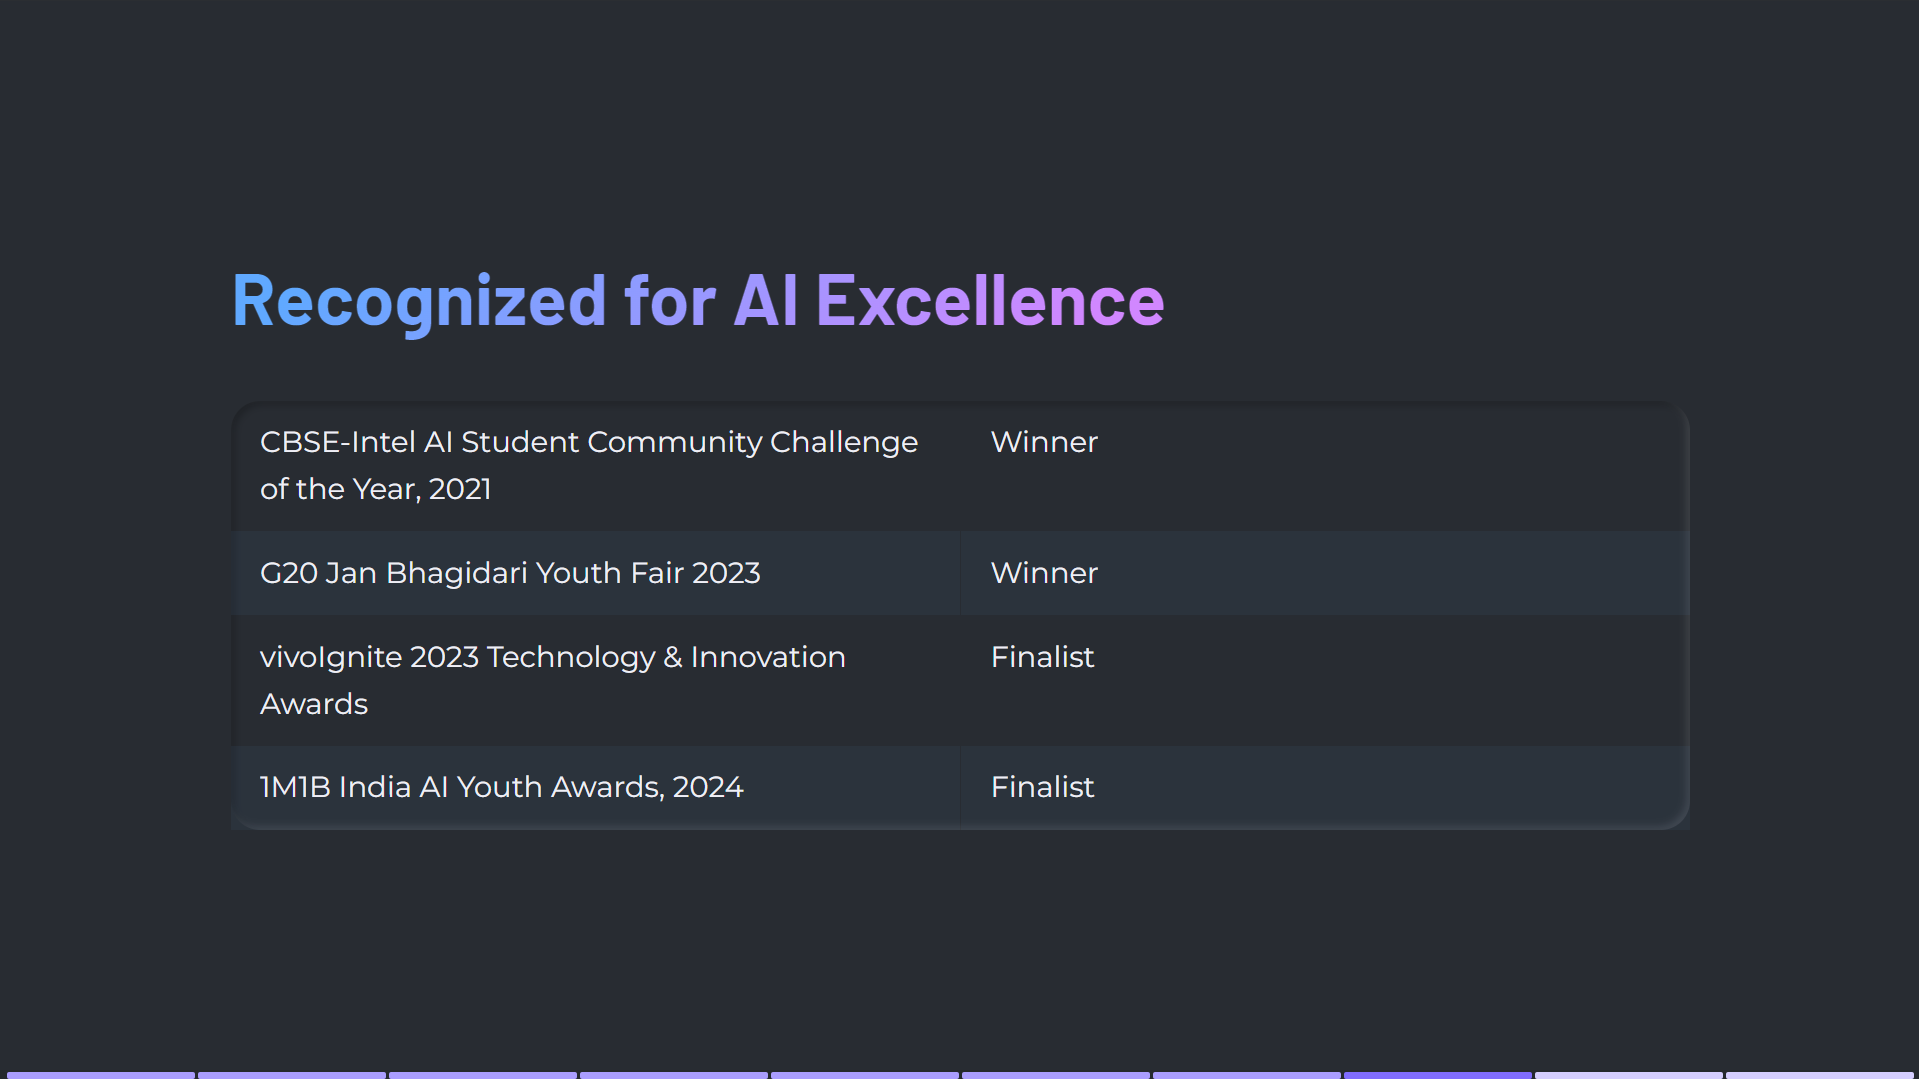 Recognized for AI Excellence
CBSE-Intel AI Student Community Challenge
of the Year, 2021
Winner
G20 Jan Bhagidari Youth Fair 2023
Winner
vivoIgnite 2023 Technology & Innovation
Awards
Finalist
1M1B India AI Youth Awards, 2024
Finalist